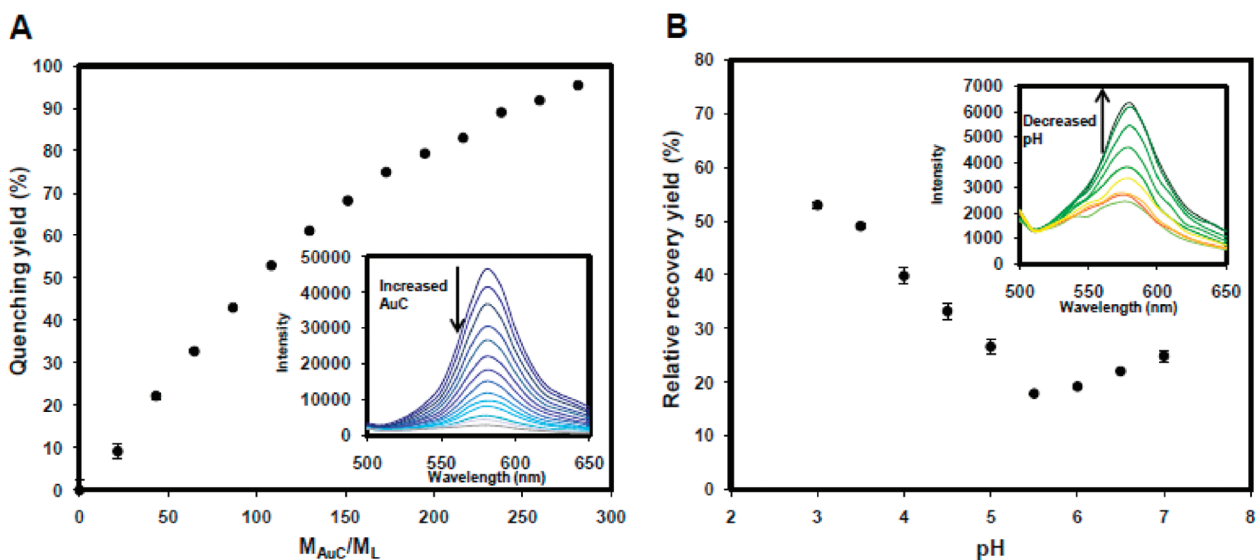 A
Quenching yield (%)
100
90
80
70
60
50
40
30
20
10
0
0 50 100 150 200 250 300
M_AuC/M_L
Increased
AuC
Intensity
50000
40000
30000
20000
10000
0
500 550 600 650
Wavelength (nm)
B
Relative recovery yield (%)
80
70
60
50
40
30
20
10
0
2 3 4 5 6 7 8
pH
Decreased
pH
Intensity
7000
6000
5000
4000
3000
2000
1000
0
500 550 600 650
Wavelength (nm)